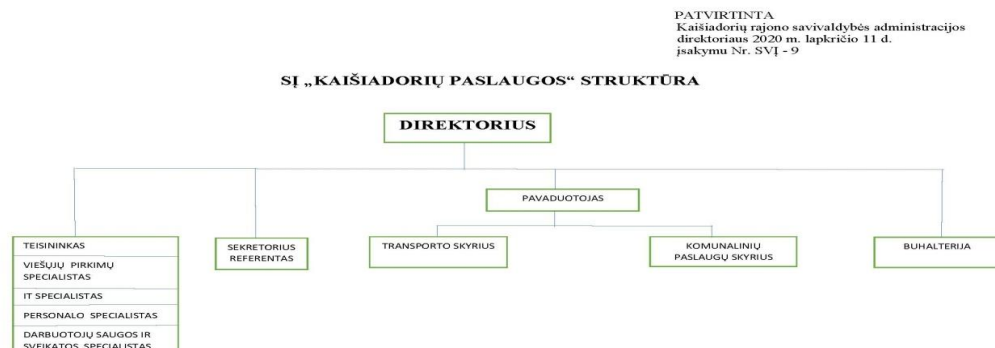 PATVIRTINTA
Kaišiadorių rajono savivaldybės administracijos
direktoriaus 2020 m. lapkričio 11 d.
įsakymu Nr. SVĮ - 9
SĮ „KAIŠIADORIŲ PASLAUGOS“ STRUKTŪRA
DIREKTORIUS
PAVADUOTOJAS
TEISININKAS
VIEŠŲJŲ PIRKIMŲ
SPECIALISTAS
IT SPECIALISTAS
PERSONALO SPECIALISTAS
DARBUOTOJŲ SAUGOS IR
SVEIKATOS SPECIALISTAS
SEKRETORIUS
REFERENTAS
TRANSPORTO SKYRIUS
KOMUNALINIŲ
PASLAUGŲ SKYRIUS
BUHALTERIJA